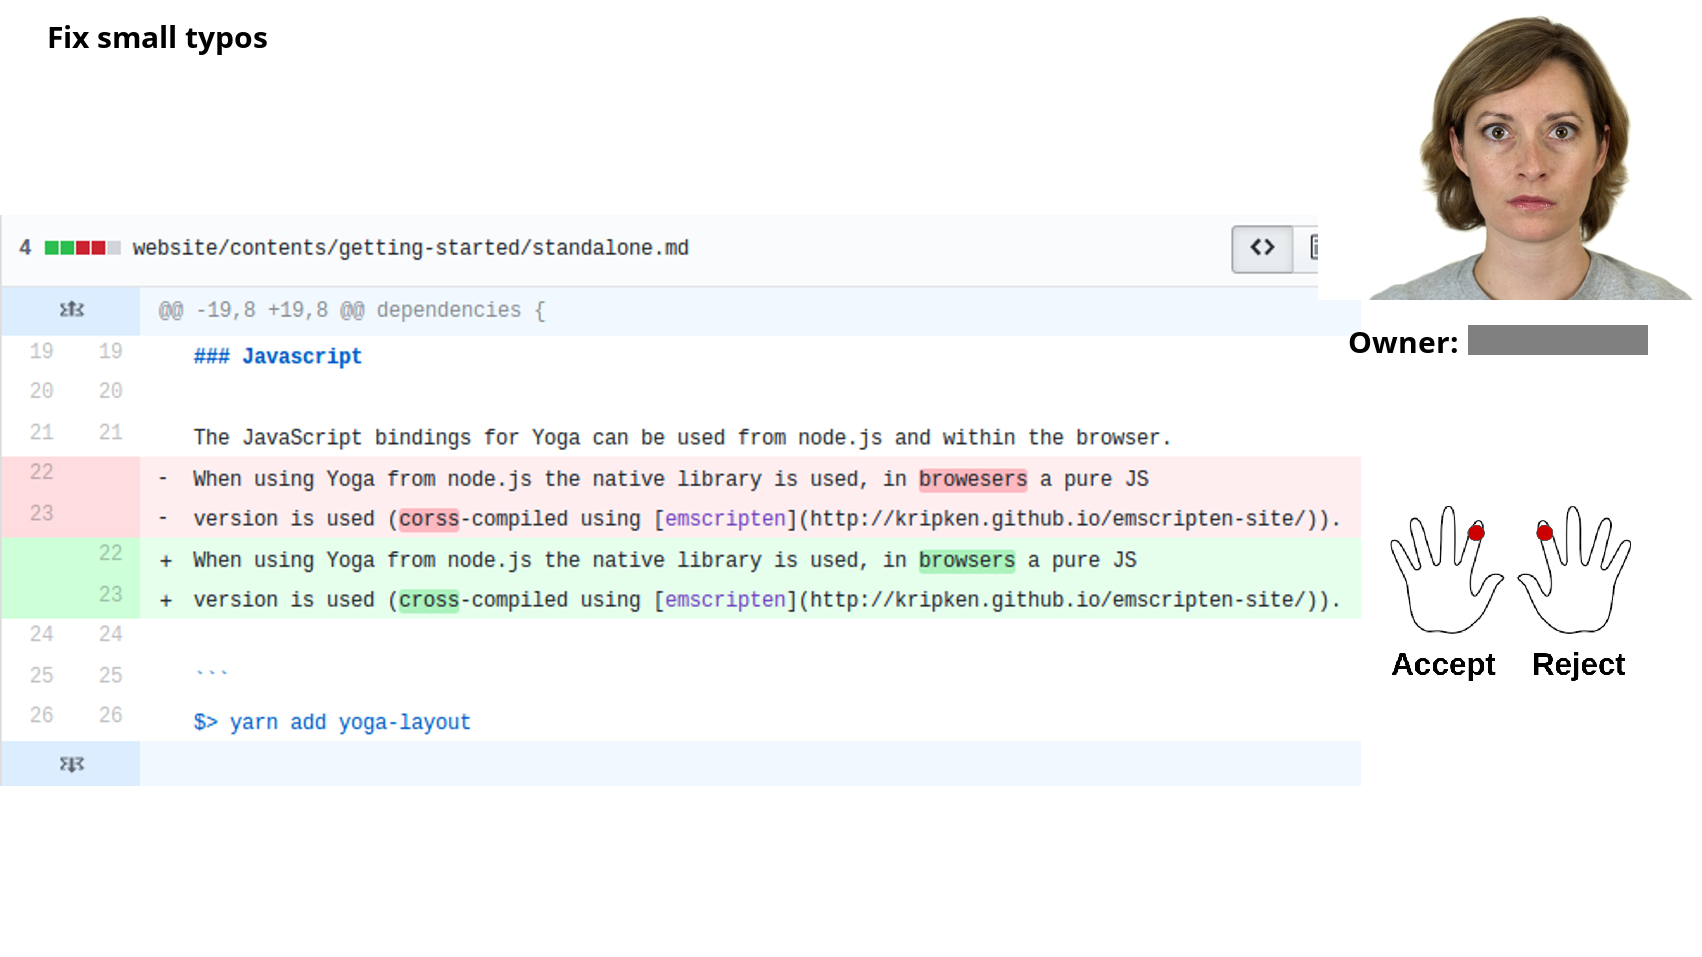 Fix small typos
4 website/contents/getting-started/standalone.md
@@ -19,8 +19,8 @@ dependencies {
19 19 ### Javascript
20 20
21 21 The JavaScript bindings for Yoga can be used from node.js and within the browser.
22 - When using Yoga from node.js the native library is used, in browesers a pure JS
23 - version is used (corss-compiled using [emscripten](http://kripken.github.io/emscripten-site/)).
22 + When using Yoga from node.js the native library is used, in browsers a pure JS
23 + version is used (cross-compiled using [emscripten](http://kripken.github.io/emscripten-site/)).
24 24
25 25 ```
26 26 $> yarn add yoga-layout
Owner:
Accept Reject